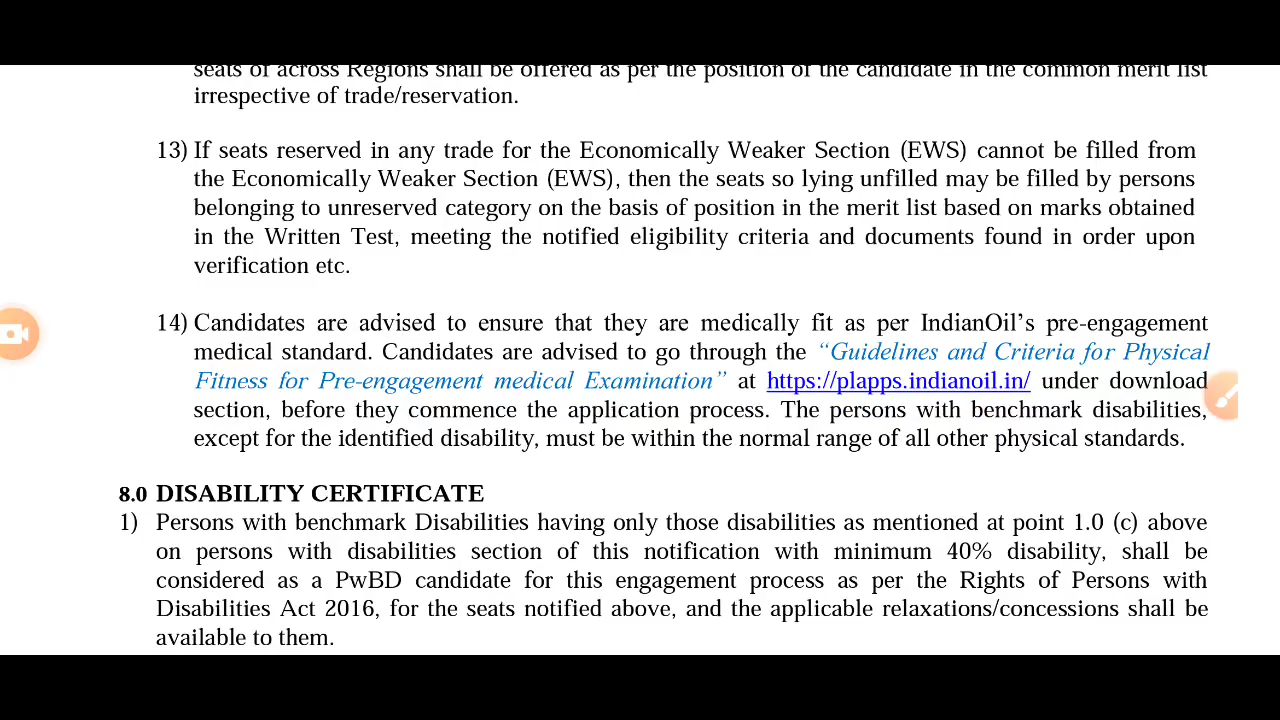 seats of across Regions shall be offered as per the position of the candidate in the common merit list
irrespective of trade/reservation.
13) If seats reserved in any trade for the Economically Weaker Section (EWS) cannot be filled from
the Economically Weaker Section (EWS), then the seats so lying unfilled may be filled by persons
belonging to unreserved category on the basis of position in the merit list based on marks obtained
in the Written Test, meeting the notified eligibility criteria and documents found in order upon
verification etc.
14) Candidates are advised to ensure that they are medically fit as per IndianOil’s pre-engagement
medical standard. Candidates are advised to go through the “Guidelines and Criteria for Physical
Fitness for Pre-engagement medical Examination” at https://plapps.indianoil.in/ under download
section, before they commence the application process. The persons with benchmark disabilities,
except for the identified disability, must be within the normal range of all other physical standards.
8.0 DISABILITY CERTIFICATE
1) Persons with benchmark Disabilities having only those disabilities as mentioned at point 1.0 (c) above
on persons with disabilities section of this notification with minimum 40% disability, shall be
considered as a PwBD candidate for this engagement process as per the Rights of Persons with
Disabilities Act 2016, for the seats notified above, and the applicable relaxations/concessions shall be
available to them.